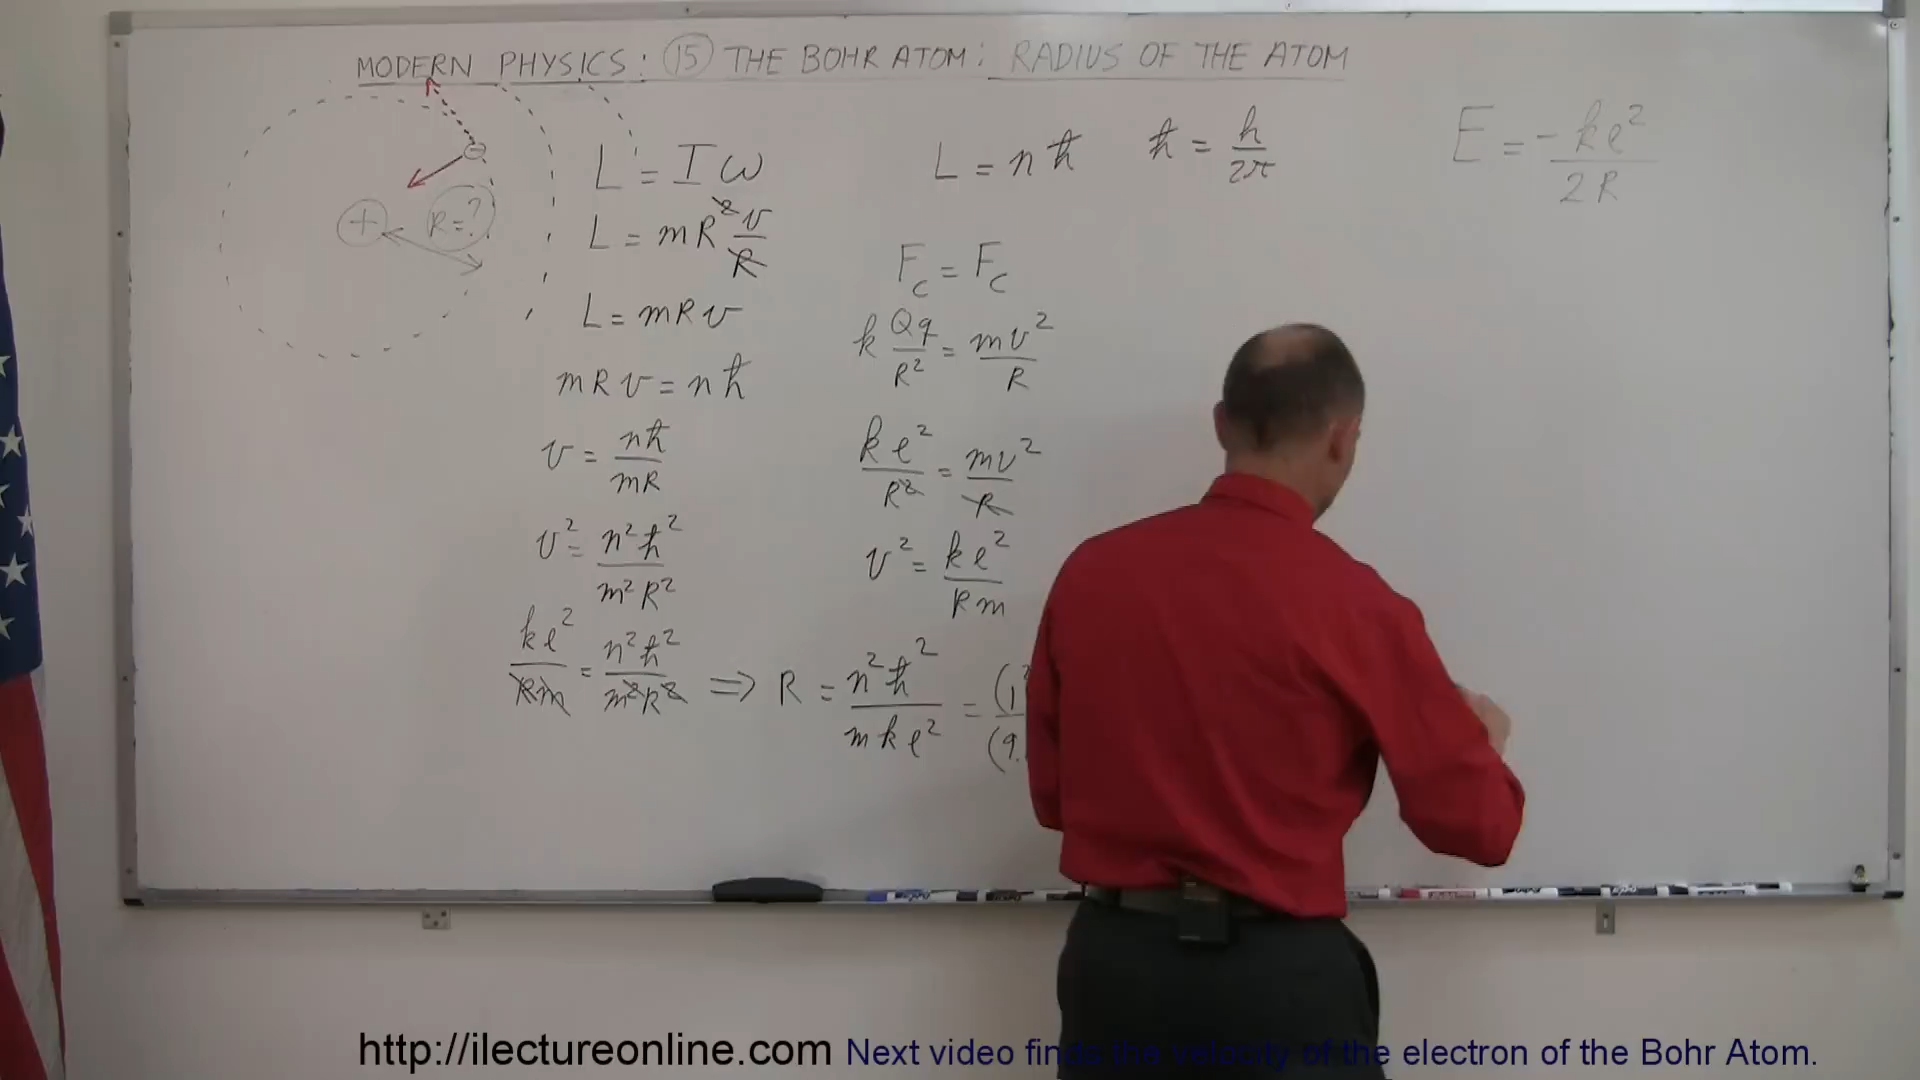 MODERN PHYSICS: 15 THE BOHR ATOM: RADIUS OF THE ATOM
+ R=? −
L = Iω
L = mR² v/R
L = mRv
mRv = nħ
v = nħ/mR
v² = n²ħ²/m²R²
ke²/Rm = n²ħ²/m²R² ⇒ R = n²ħ²/mke² = (1²/(9.
L = nħ ħ = h/2π
F_c = F_c
k Qq/R² = mv²/R
ke²/R² = mv²/R
v² = ke²/Rm
E = -ke²/2R
http://ilectureonline.com Next video finds the velocity of the electron of the Bohr Atom.